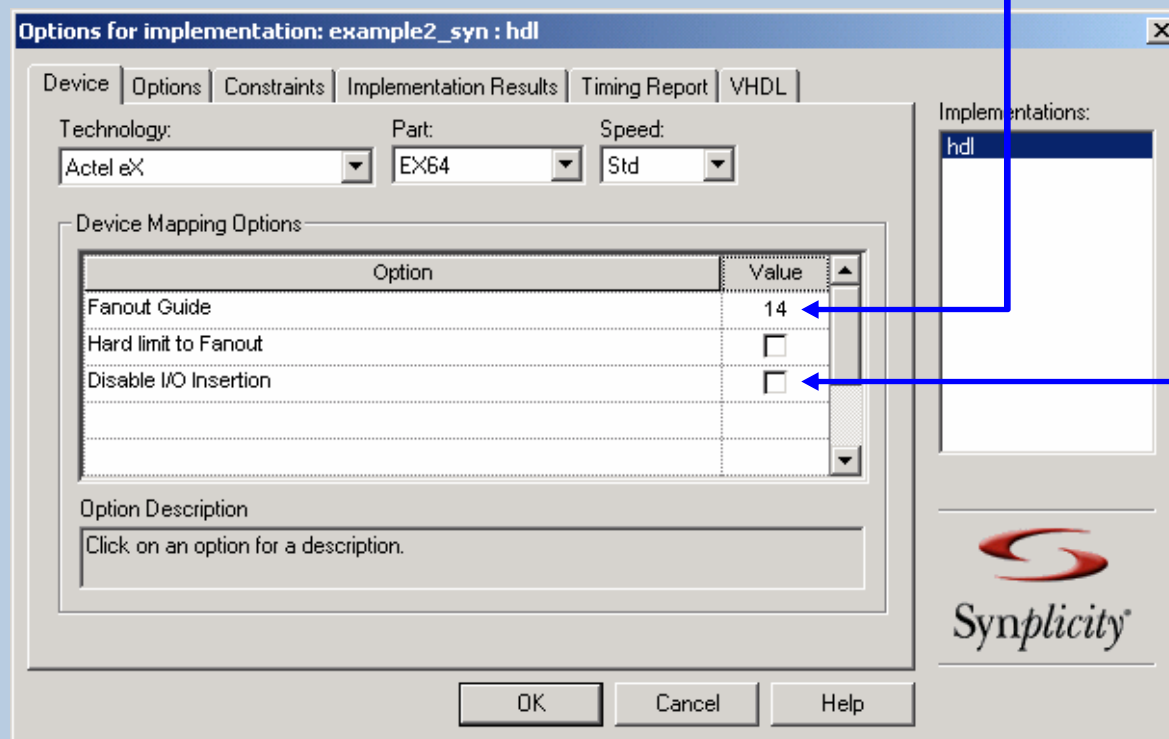 Options for implementation: example2_syn : hdl
Device Options Constraints Implementation Results Timing Report VHDL
Technology: Part: Speed:
Actel eX EX64 Std
Implementations:
hdl
Device Mapping Options
Option Value
Fanout Guide 14
Hard limit to Fanout
Disable I/O Insertion
Option Description
Click on an option for a description.
Synplicity®
OK Cancel Help